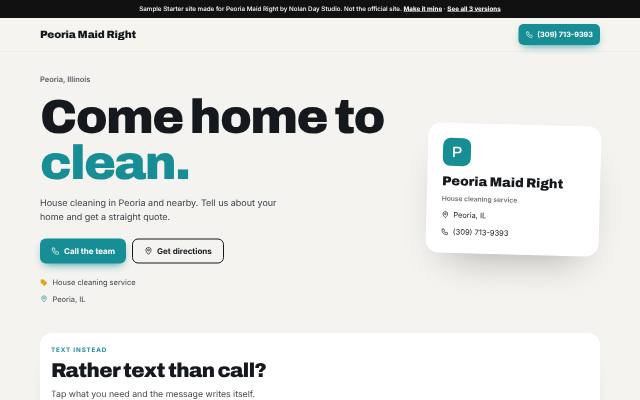 Sample Starter site made for Peoria Maid Right by Nolan Day Studio. Not the official site. Make it mine · See all 3 versions
Peoria Maid Right
(309) 713-9393
Peoria, Illinois
Come home to
clean.
House cleaning in Peoria and nearby. Tell us about your
home and get a straight quote.
Call the team
Get directions
House cleaning service
Peoria, IL
P
Peoria Maid Right
House cleaning service
Peoria, IL
(309) 713-9393
TEXT INSTEAD
Rather text than call?
Tap what you need and the message writes itself.